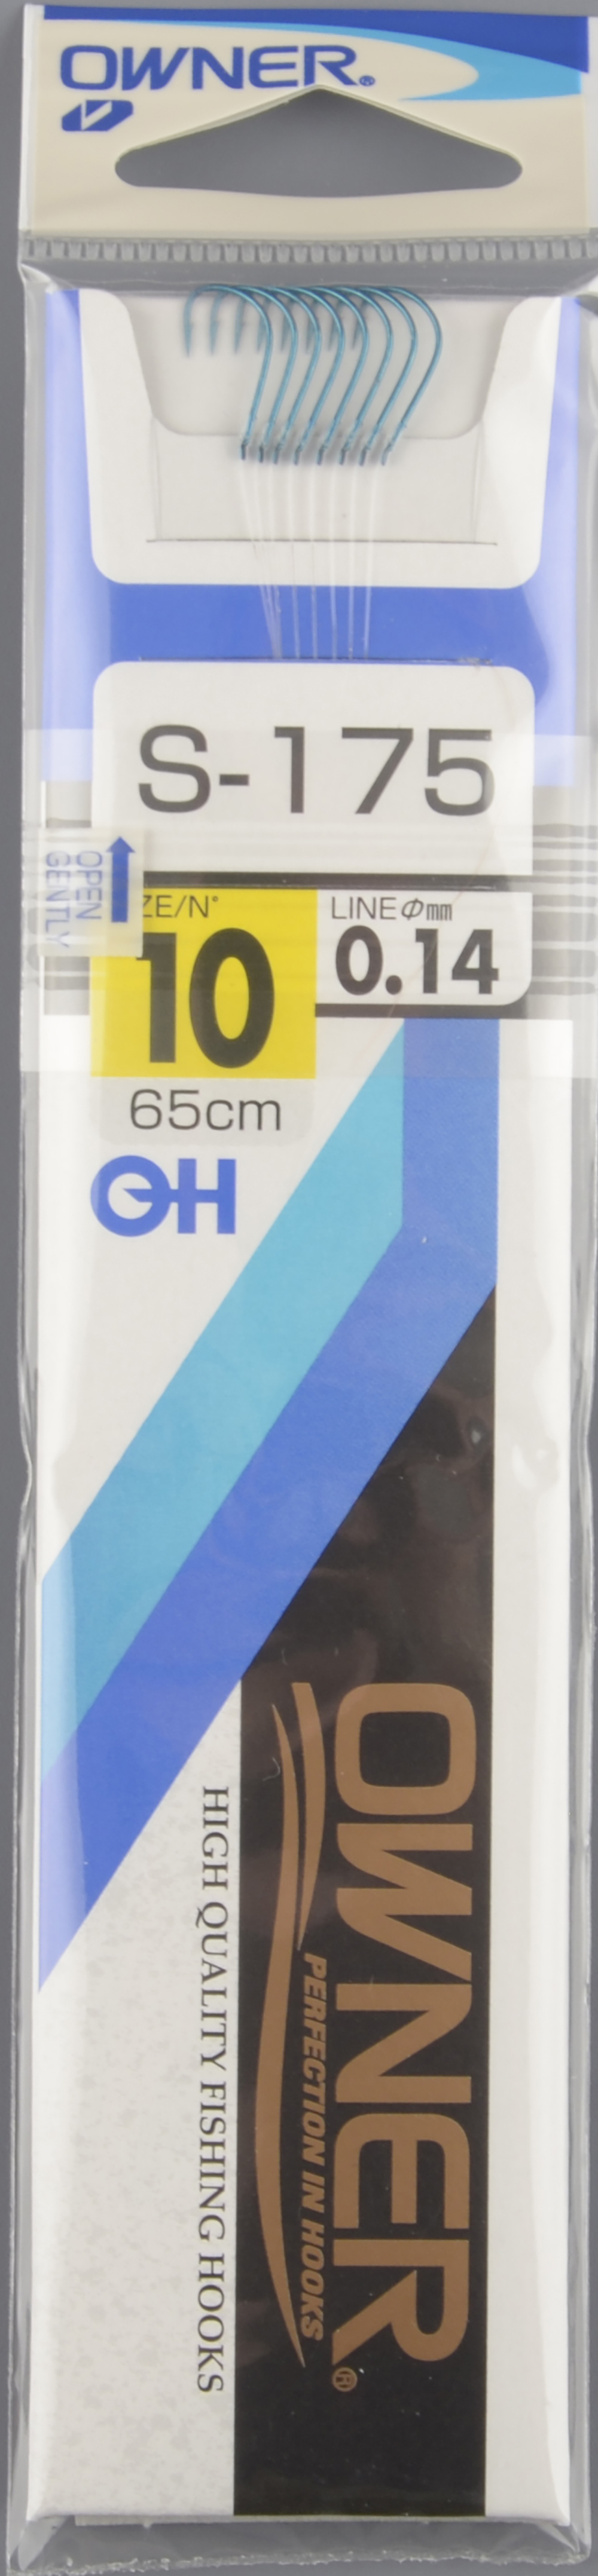 OWNER®
S-175
OPEN
GENTLY
ZE/N°
LINE Φmm
10
0.14
65cm
OH
OWNER®
PERFECTION IN HOOKS
HIGH QUALITY FISHING HOOKS